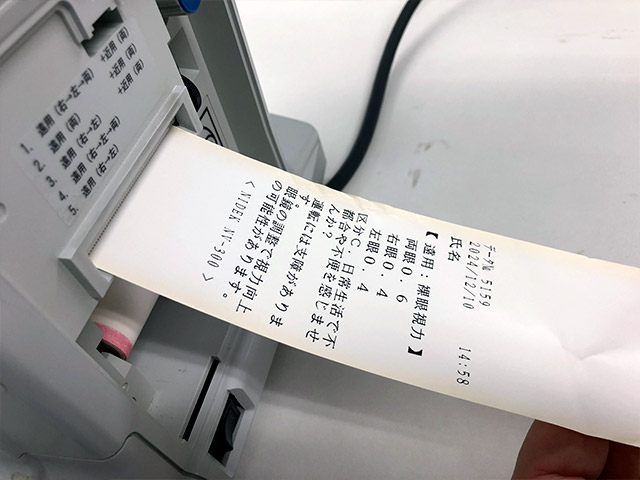 1. 遠用（右→左→両） +近用（両）
2. 遠用（両） +近用（両）
3. 遠用（右→左） +近用（両）
4. 遠用（右→左→両）
5. 遠用（右→左）
ﾃﾞｰﾀNo. 5159
2021/12/10 14:58
氏名
【 遠用：裸眼視力 】
両眼0.6
右眼0.4
左眼0.4
区分C、日常生活で不
都合や不便を感じませ
んか？
運転には支障がありま
す。
眼鏡の調整で視力向上
の可能性があります。
< NIDEK NV-300 >